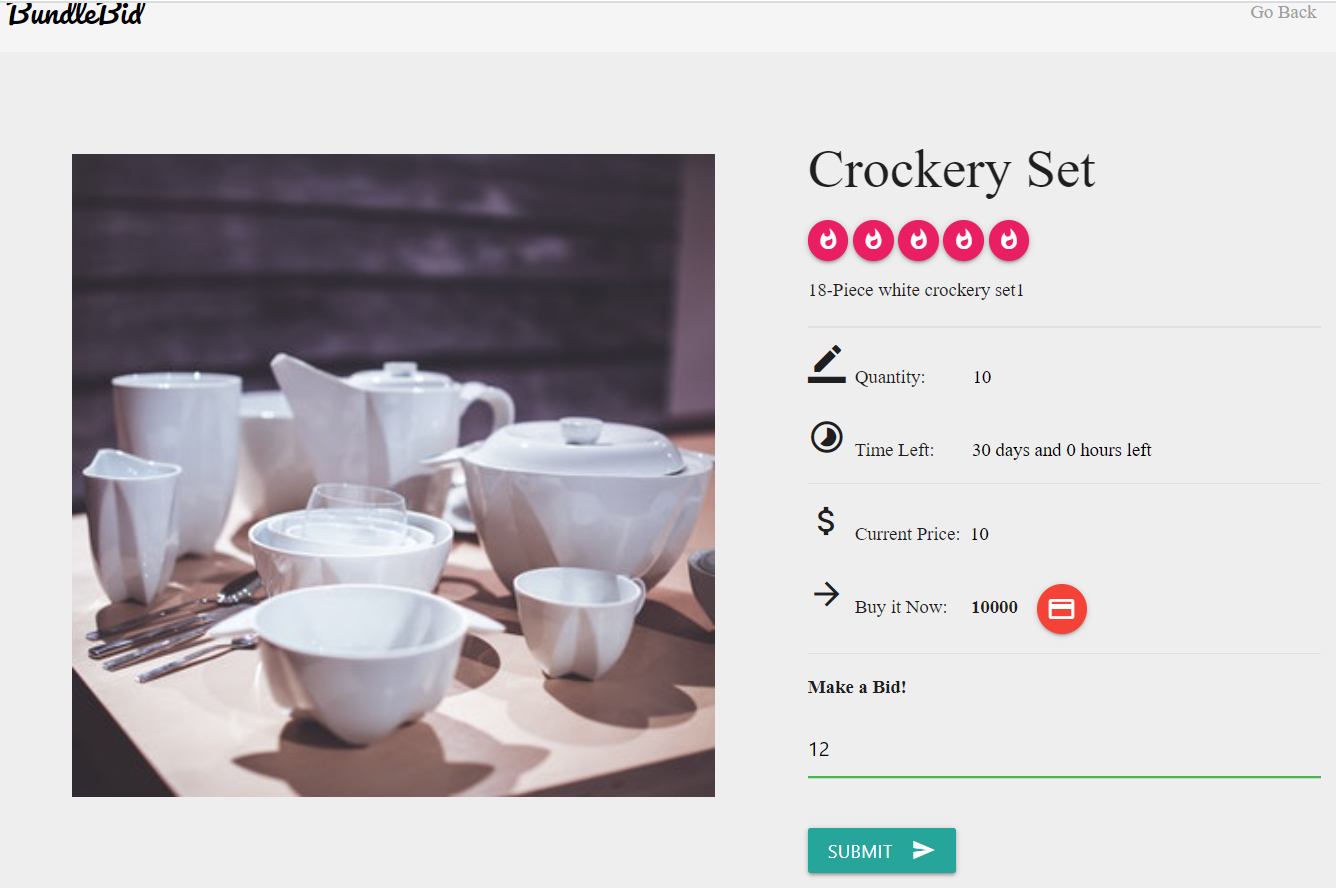 BundleBid
Go Back
Crockery Set
18-Piece white crockery set1
Quantity: 10
Time Left: 30 days and 0 hours left
$
Current Price: 10
Buy it Now: 10000
Make a Bid!
12
SUBMIT